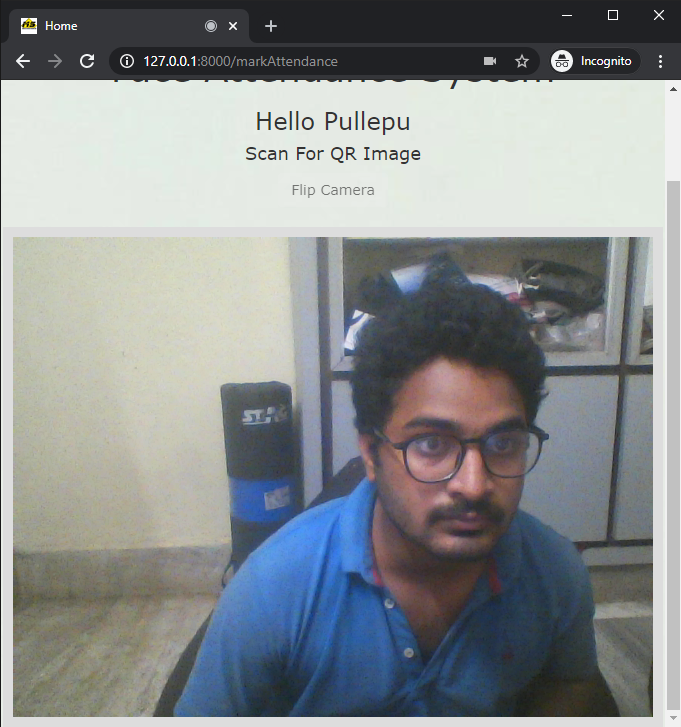 Home
127.0.0.1:8000/markAttendance
Incognito
Face Attendance System
Hello Pullepu
Scan For QR Image
Flip Camera